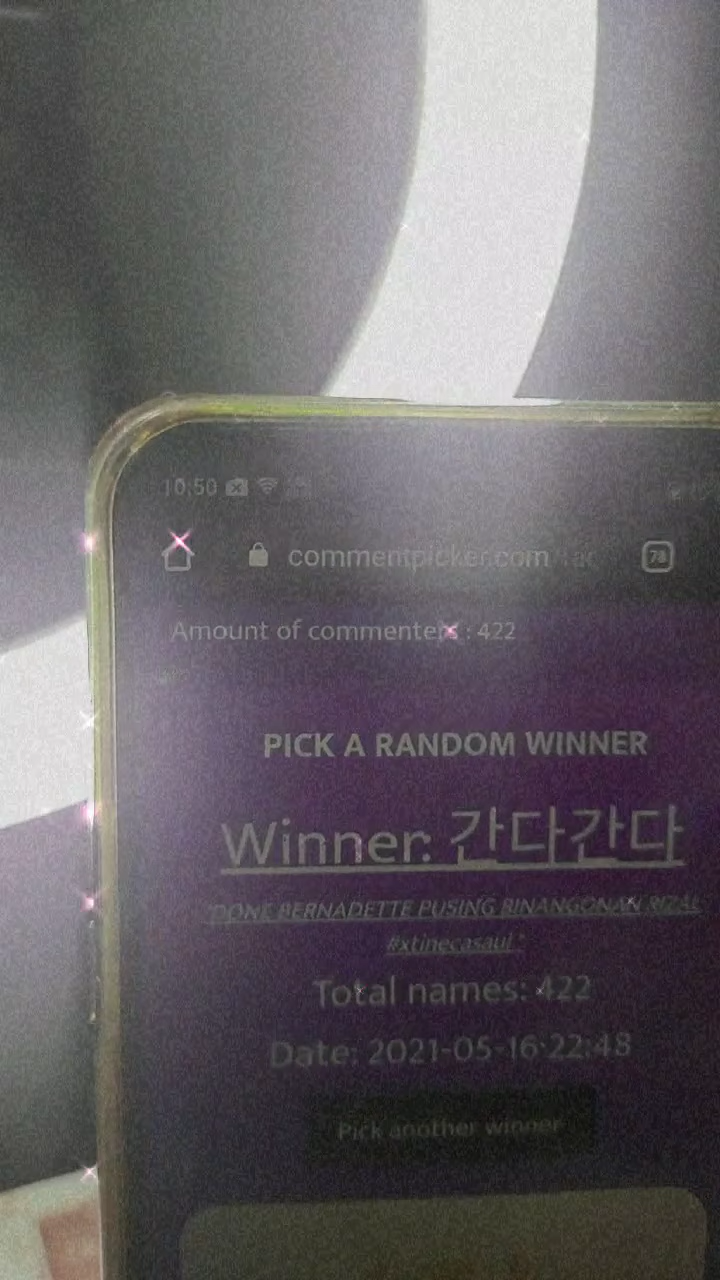 10:50
commentpicker.com
Amount of commenters : 422
PICK A RANDOM WINNER
Winner: 간다간다
"DONE BERNADETTE PUSING BINANGONAN RIZAL
#xtinecasaul "
Total names: 422
Date: 2021-05-16 22:48
Pick another winner